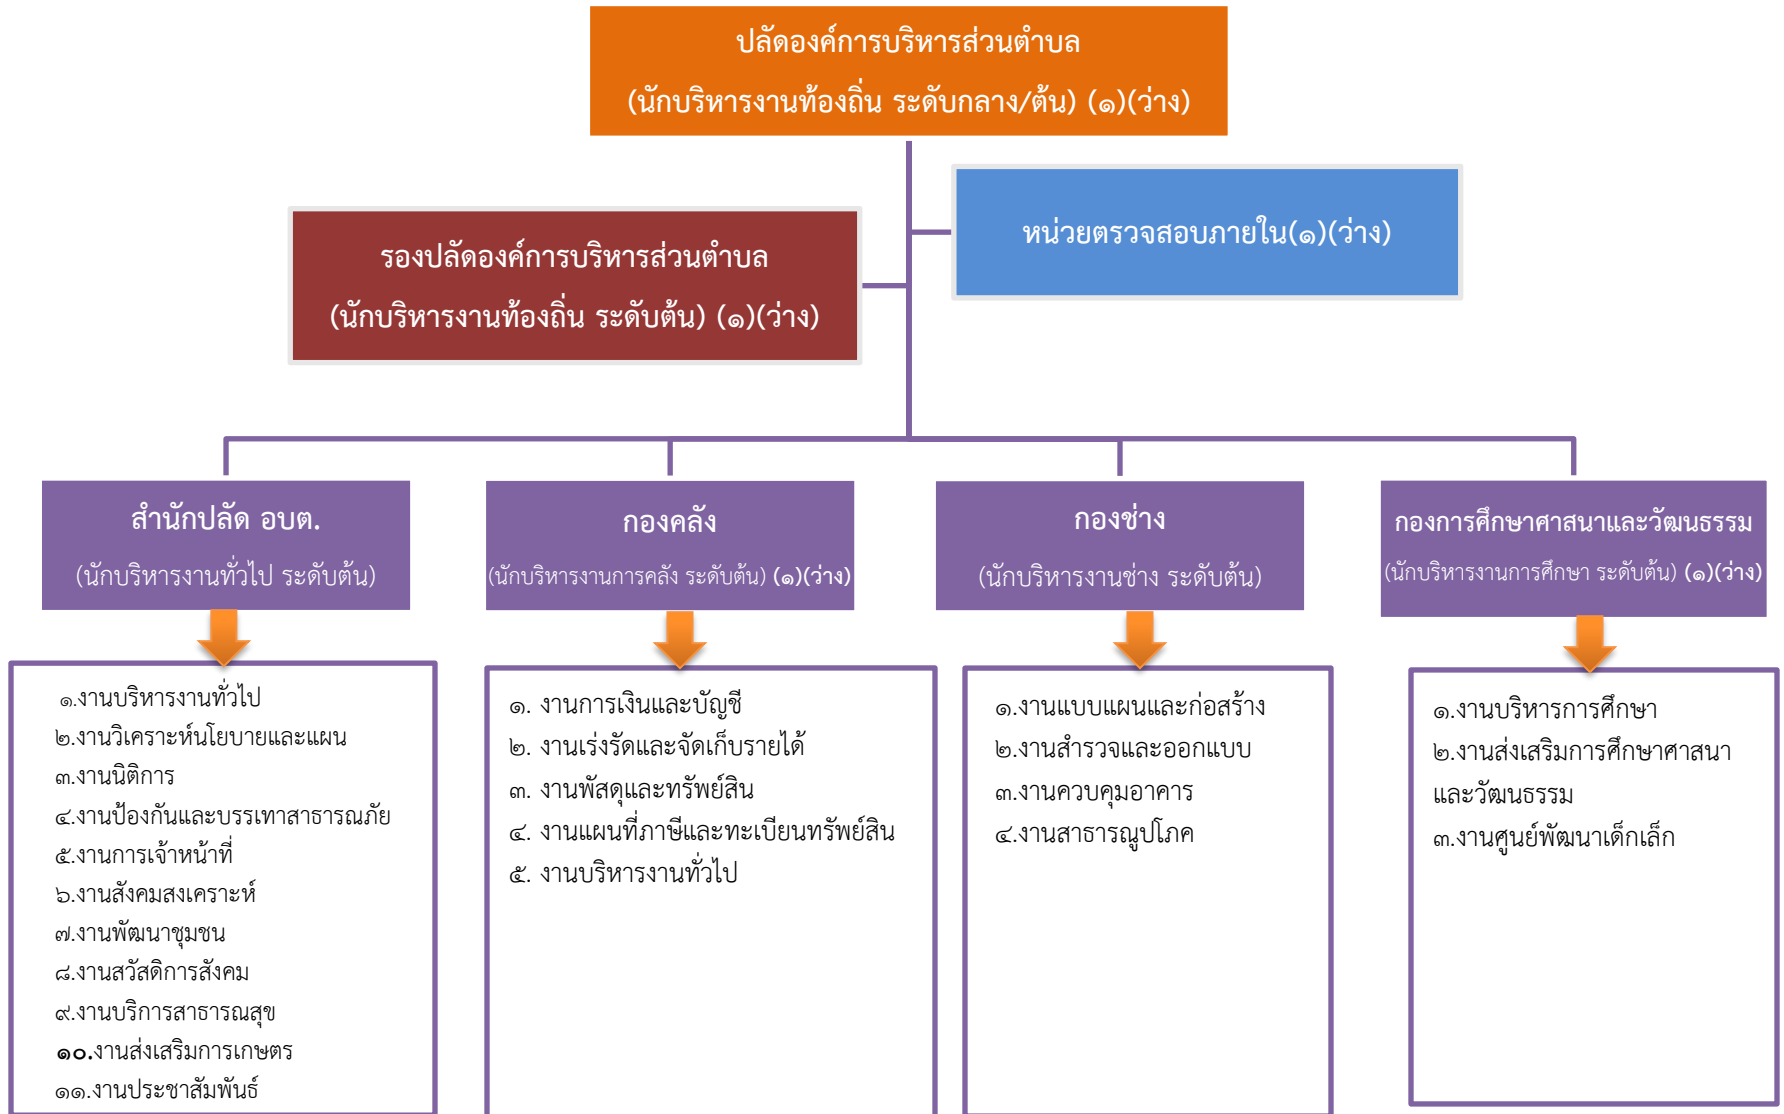 ปลัดองค์การบริหารส่วนตำบล
(นักบริหารงานท้องถิ่น ระดับกลาง/ต้น) (๑)(ว่าง)
หน่วยตรวจสอบภายใน(๑)(ว่าง)
รองปลัดองค์การบริหารส่วนตำบล
(นักบริหารงานท้องถิ่น ระดับต้น) (๑)(ว่าง)
สำนักปลัด อบต.
(นักบริหารงานทั่วไป ระดับต้น)
๑.งานบริหารงานทั่วไป
๒.งานวิเคราะห์นโยบายและแผน
๓.งานนิติการ
๔.งานป้องกันและบรรเทาสาธารณภัย
๕.งานการเจ้าหน้าที่
๖.งานสังคมสงเคราะห์
๗.งานพัฒนาชุมชน
๘.งานสวัสดิการสังคม
๙.งานบริการสาธารณสุข
๑๐.งานส่งเสริมการเกษตร
๑๑.งานประชาสัมพันธ์
กองคลัง
(นักบริหารงานการคลัง ระดับต้น) (๑)(ว่าง)
๑. งานการเงินและบัญชี
๒. งานเร่งรัดและจัดเก็บรายได้
๓. งานพัสดุและทรัพย์สิน
๔. งานแผนที่ภาษีและทะเบียนทรัพย์สิน
๕. งานบริหารงานทั่วไป
กองช่าง
(นักบริหารงานช่าง ระดับต้น)
๑.งานแบบแผนและก่อสร้าง
๒.งานสำรวจและออกแบบ
๓.งานควบคุมอาคาร
๔.งานสาธารณูปโภค
กองการศึกษาศาสนาและวัฒนธรรม
(นักบริหารงานการศึกษา ระดับต้น) (๑)(ว่าง)
๑.งานบริหารการศึกษา
๒.งานส่งเสริมการศึกษาศาสนา
และวัฒนธรรม
๓.งานศูนย์พัฒนาเด็กเล็ก